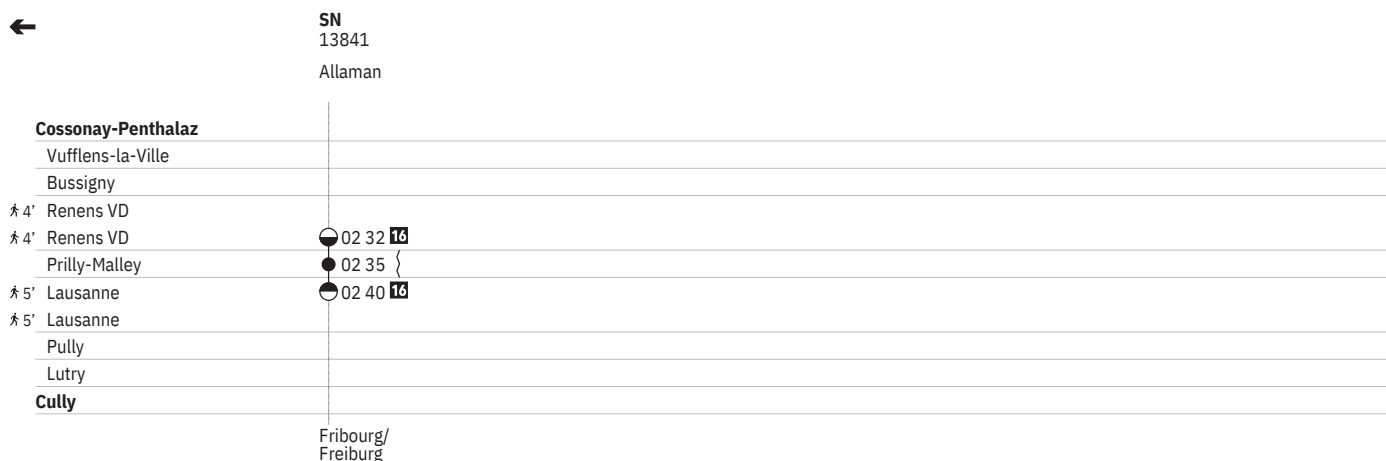 SN
13841
Allaman
Cossonay-Penthalaz
Vufflens-la-Ville
Bussigny
4’ Renens VD
4’ Renens VD 02 32 16
Prilly-Malley 02 35
5’ Lausanne 02 40 16
5’ Lausanne
Pully
Lutry
Cully
Fribourg/
Freiburg